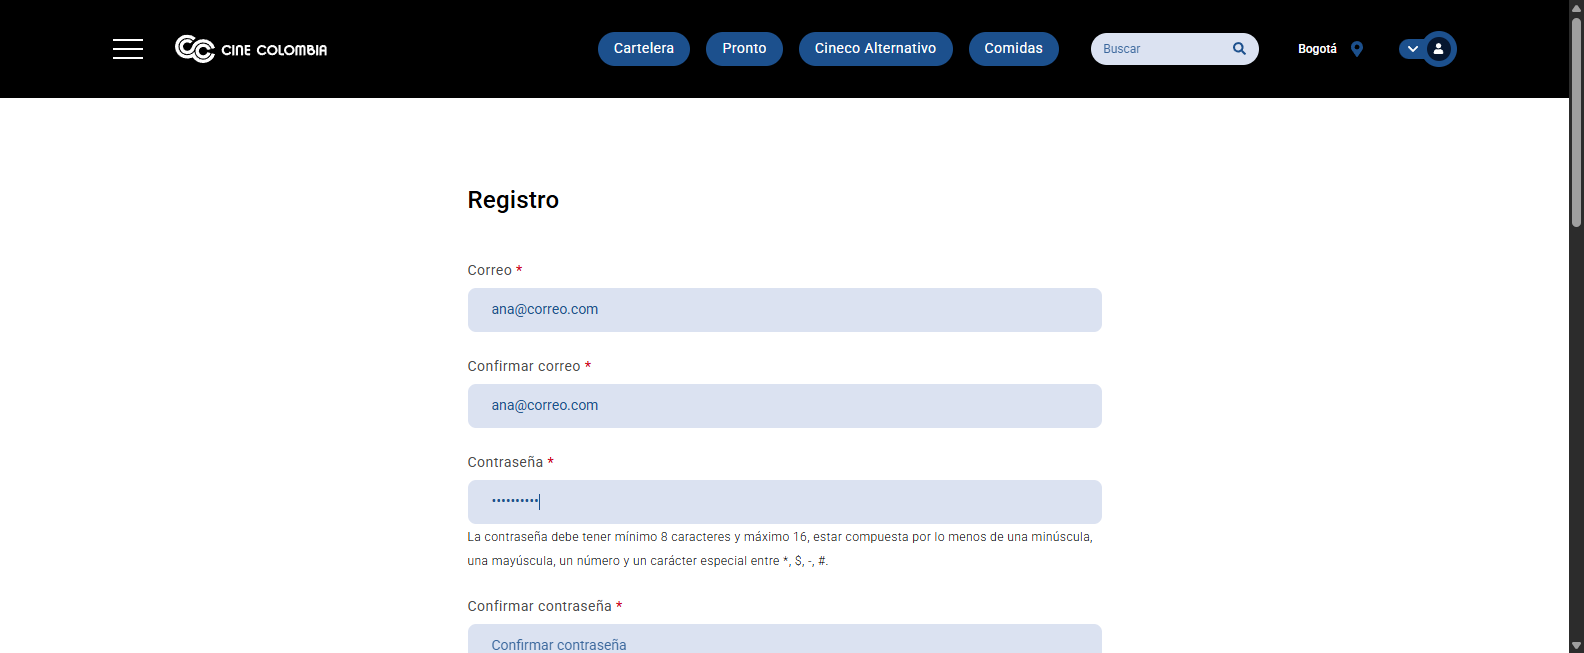 CINE COLOMBIA
Cartelera
Pronto
Cineco Alternativo
Comidas
Buscar
Bogotá
Registro
Correo *
ana@correo.com
Confirmar correo *
ana@correo.com
Contraseña *
••••••••••
La contraseña debe tener mínimo 8 caracteres y máximo 16, estar compuesta por lo menos de una minúscula,
una mayúscula, un número y un carácter especial entre *, $, -, #.
Confirmar contraseña *
Confirmar contraseña